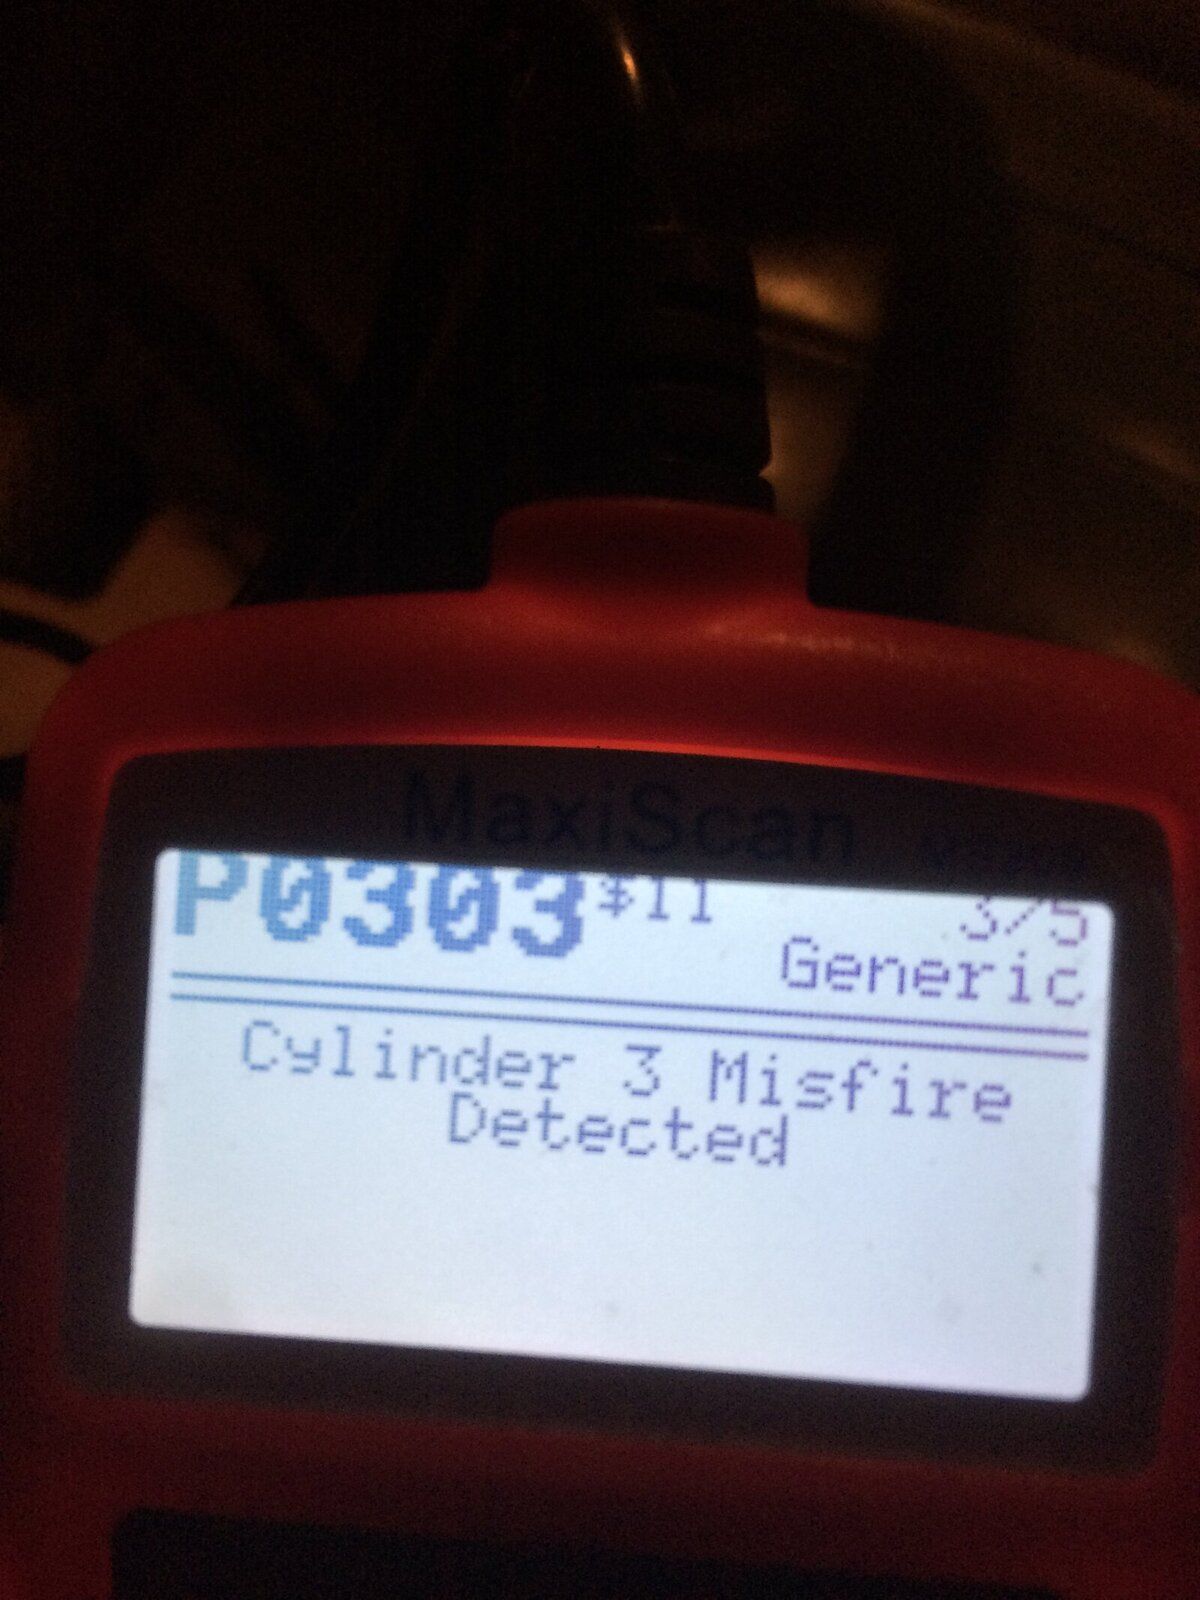 MaxiScan
P0303 $11 3/5
Generic
Cylinder 3 Misfire
Detected